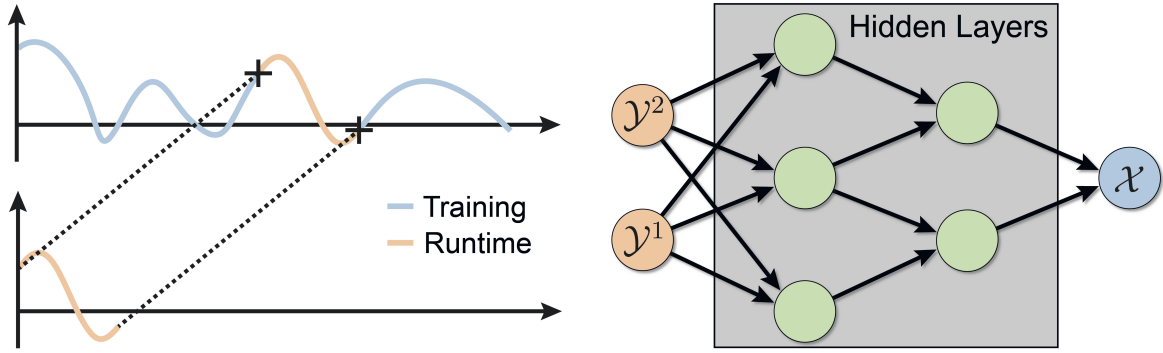 Training
Runtime
Hidden Layers
𝒴²
𝒴¹
𝒳